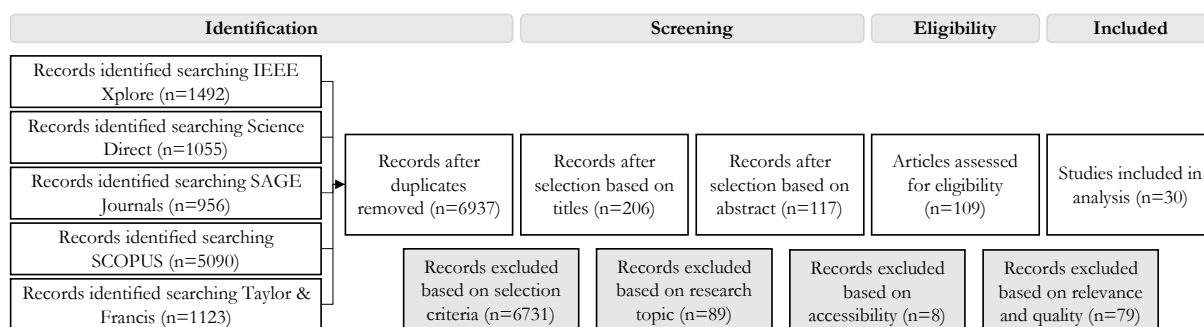 Identification
Screening
Eligibility
Included
Records identified searching IEEE
Xplore (n=1492)
Records identified searching Science
Direct (n=1055)
Records identified searching SAGE
Journals (n=956)
Records identified searching
SCOPUS (n=5090)
Records identified searching Taylor &
Francis (n=1123)
Records after
duplicates
removed (n=6937)
Records after
selection based on
titles (n=206)
Records after
selection based on
abstract (n=117)
Articles assessed
for eligibility
(n=109)
Studies included in
analysis (n=30)
Records excluded
based on selection
criteria (n=6731)
Records excluded
based on research
topic (n=89)
Records excluded
based on
accessibility (n=8)
Records excluded
based on relevance
and quality (n=79)